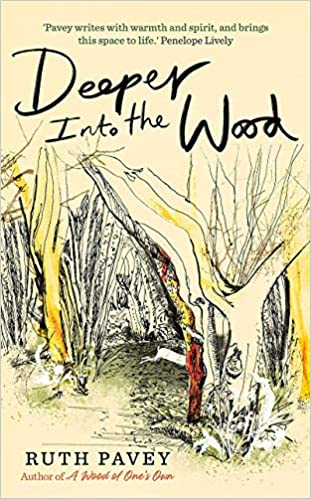 'Pavey writes with warmth and spirit, and brings
this space to life.' Penelope Lively
Deeper
Into the Wood
RUTH PAVEY
Author of A Wood of One's Own